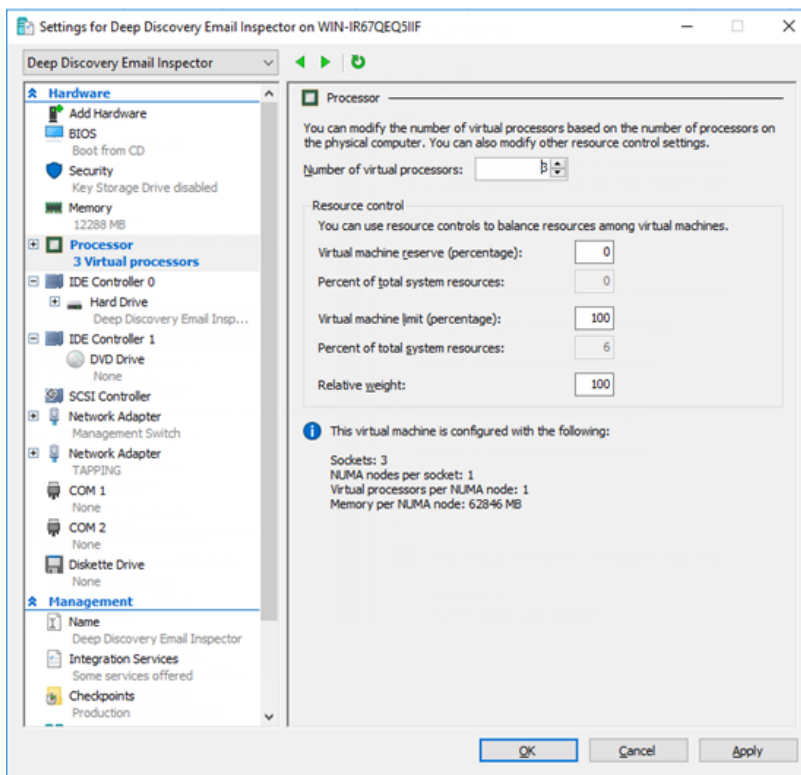 Settings for Deep Discovery Email Inspector on WIN-IR67QEQ5IIF
Deep Discovery Email Inspector
Hardware
Add Hardware
BIOS
Boot from CD
Security
Key Storage Drive disabled
Memory
12288 MB
Processor
3 Virtual processors
IDE Controller 0
Hard Drive
Deep Discovery Email Insp...
IDE Controller 1
DVD Drive
None
SCSI Controller
Network Adapter
Management Switch
Network Adapter
TAPPING
COM 1
None
COM 2
None
Diskette Drive
None
Management
Name
Deep Discovery Email Inspector
Integration Services
Some services offered
Checkpoints
Production
Processor
You can modify the number of virtual processors based on the number of processors on
the physical computer. You can also modify other resource control settings.
Number of virtual processors: 3
Resource control
You can use resource controls to balance resources among virtual machines.
Virtual machine reserve (percentage): 0
Percent of total system resources: 0
Virtual machine limit (percentage): 100
Percent of total system resources: 6
Relative weight: 100
This virtual machine is configured with the following:
Sockets: 3
NUMA nodes per socket: 1
Virtual processors per NUMA node: 1
Memory per NUMA node: 62846 MB
OK Cancel Apply